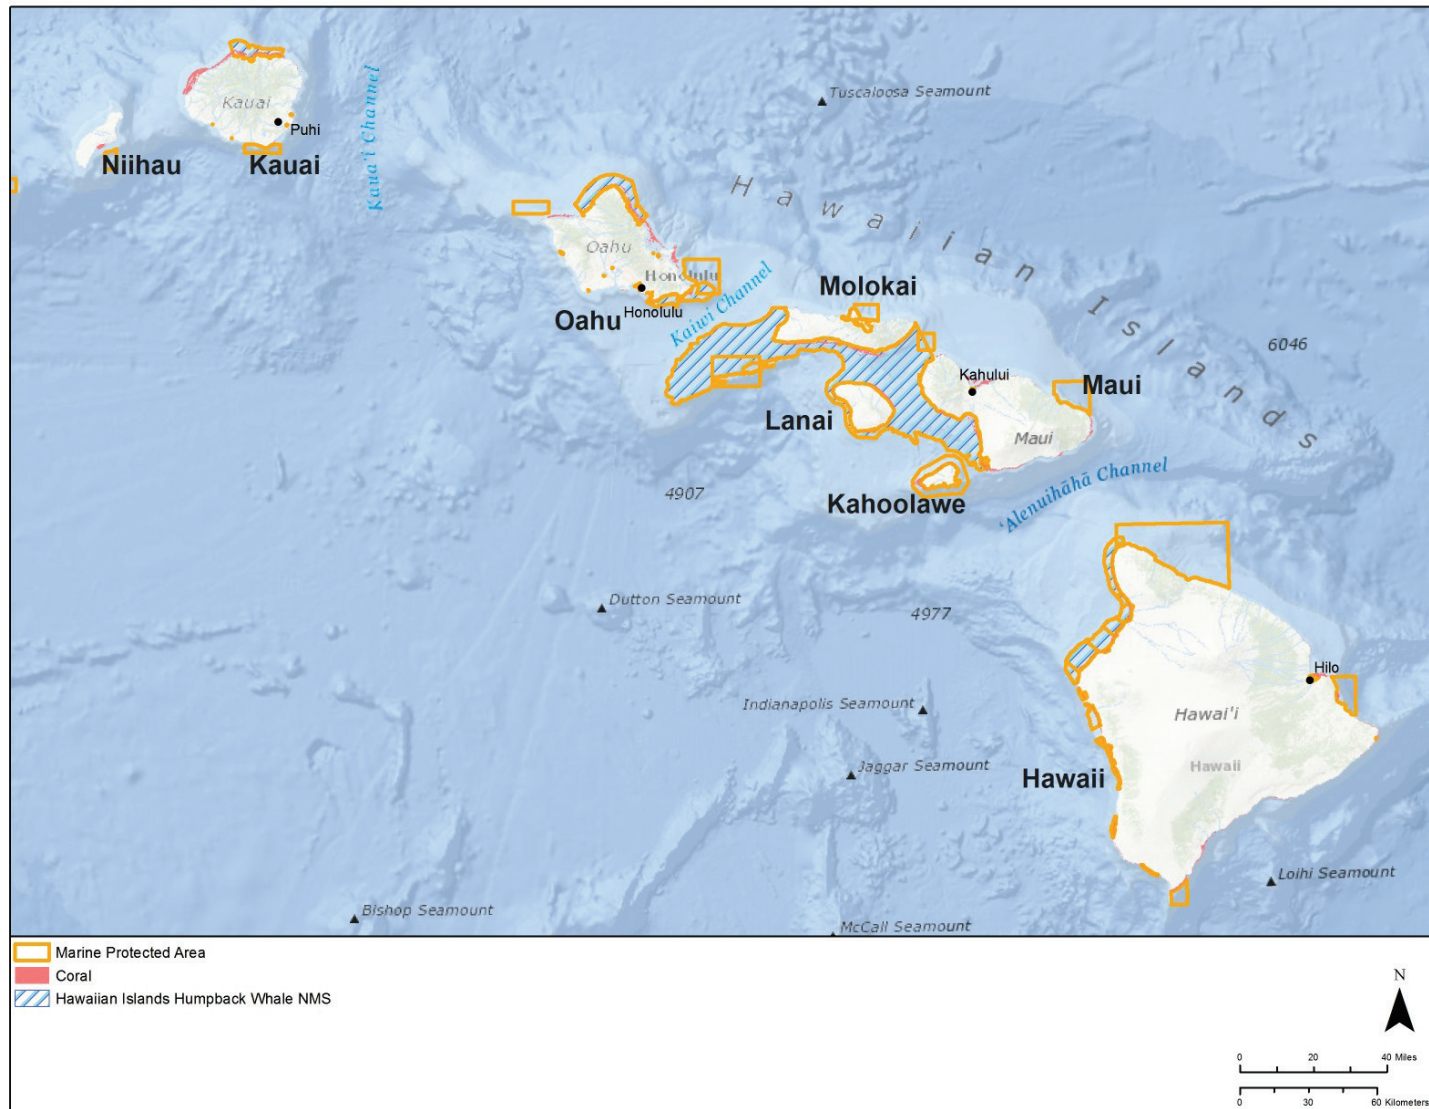 Tuscaloosa Seamount
Kauai
Puhi
Kaua'i Channel
Niihau
Kauai
Hawaiian Islands
Oahu
Honolulu
Kaiwi Channel
Molokai
Oahu
Honolulu
6046
Kahului
Maui
Lanai
Maui
'Alenuihāhā Channel
4907
Kahoolawe
Dutton Seamount
4977
Hilo
Indianapolis Seamount
Hawai'i
Jaggar Seamount
Hawaii
Hawaii
Loihi Seamount
Bishop Seamount
McCall Seamount
Marine Protected Area
Coral
Hawaiian Islands Humpback Whale NMS
N
0 20 40 Miles
0 30 60 Kilometers